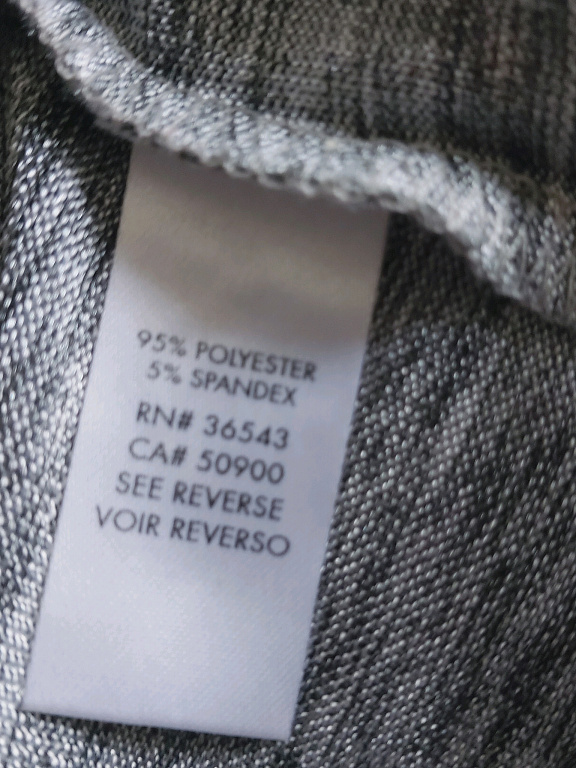 95% POLYESTER
5% SPANDEX
RN# 36543
CA# 50900
SEE REVERSE
VOIR REVERSO